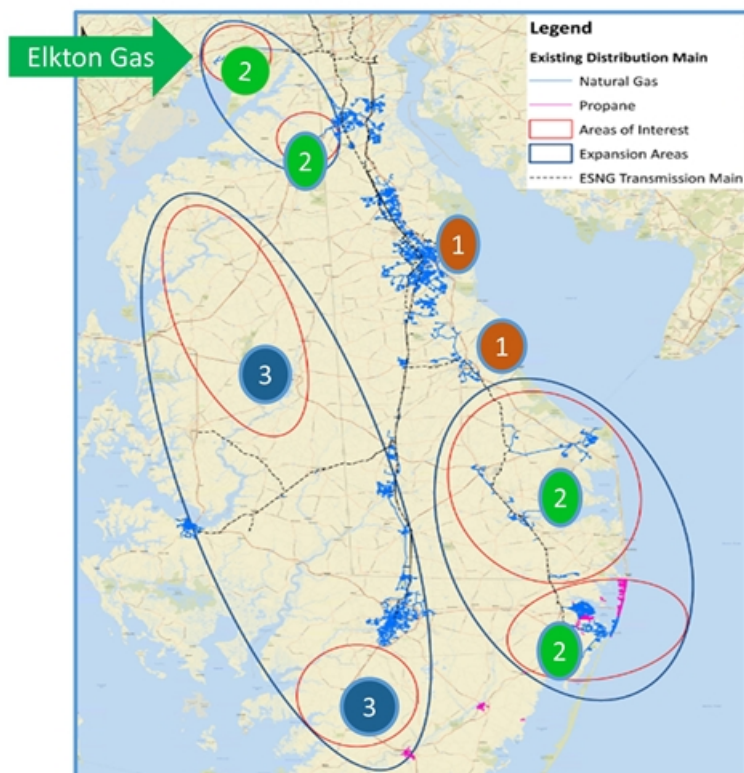 Elkton Gas
Legend
Existing Distribution Main
Natural Gas
Propane
Areas of Interest
Expansion Areas
ESNG Transmission Main
2
2
1
1
3
2
2
3